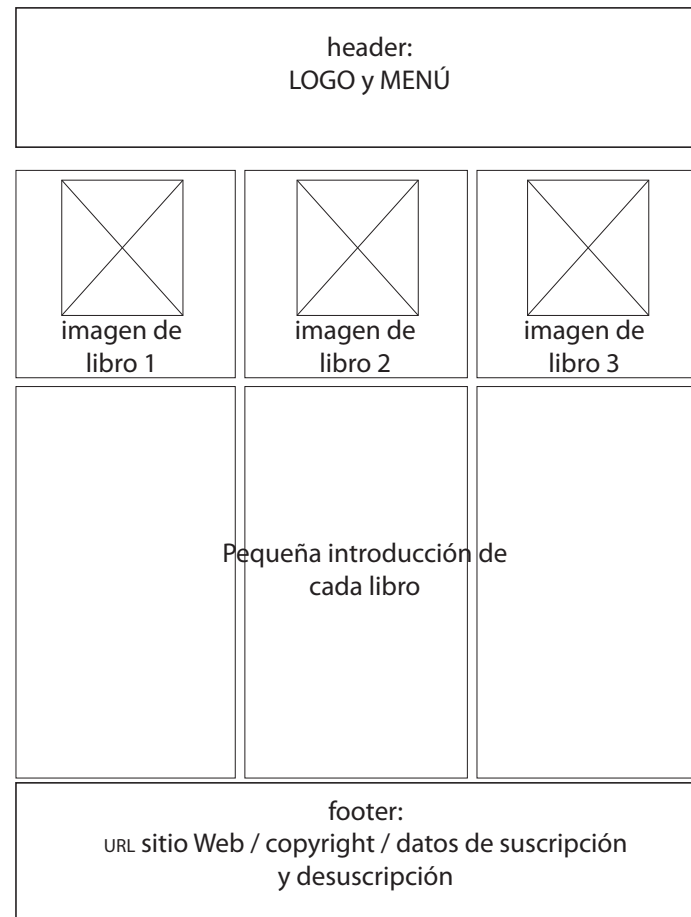 header:
LOGO y MENÚ
imagen de
libro 1
imagen de
libro 2
imagen de
libro 3
Pequeña introducción de
cada libro
footer:
URL sitio Web / copyright / datos de suscripción
y desuscripción